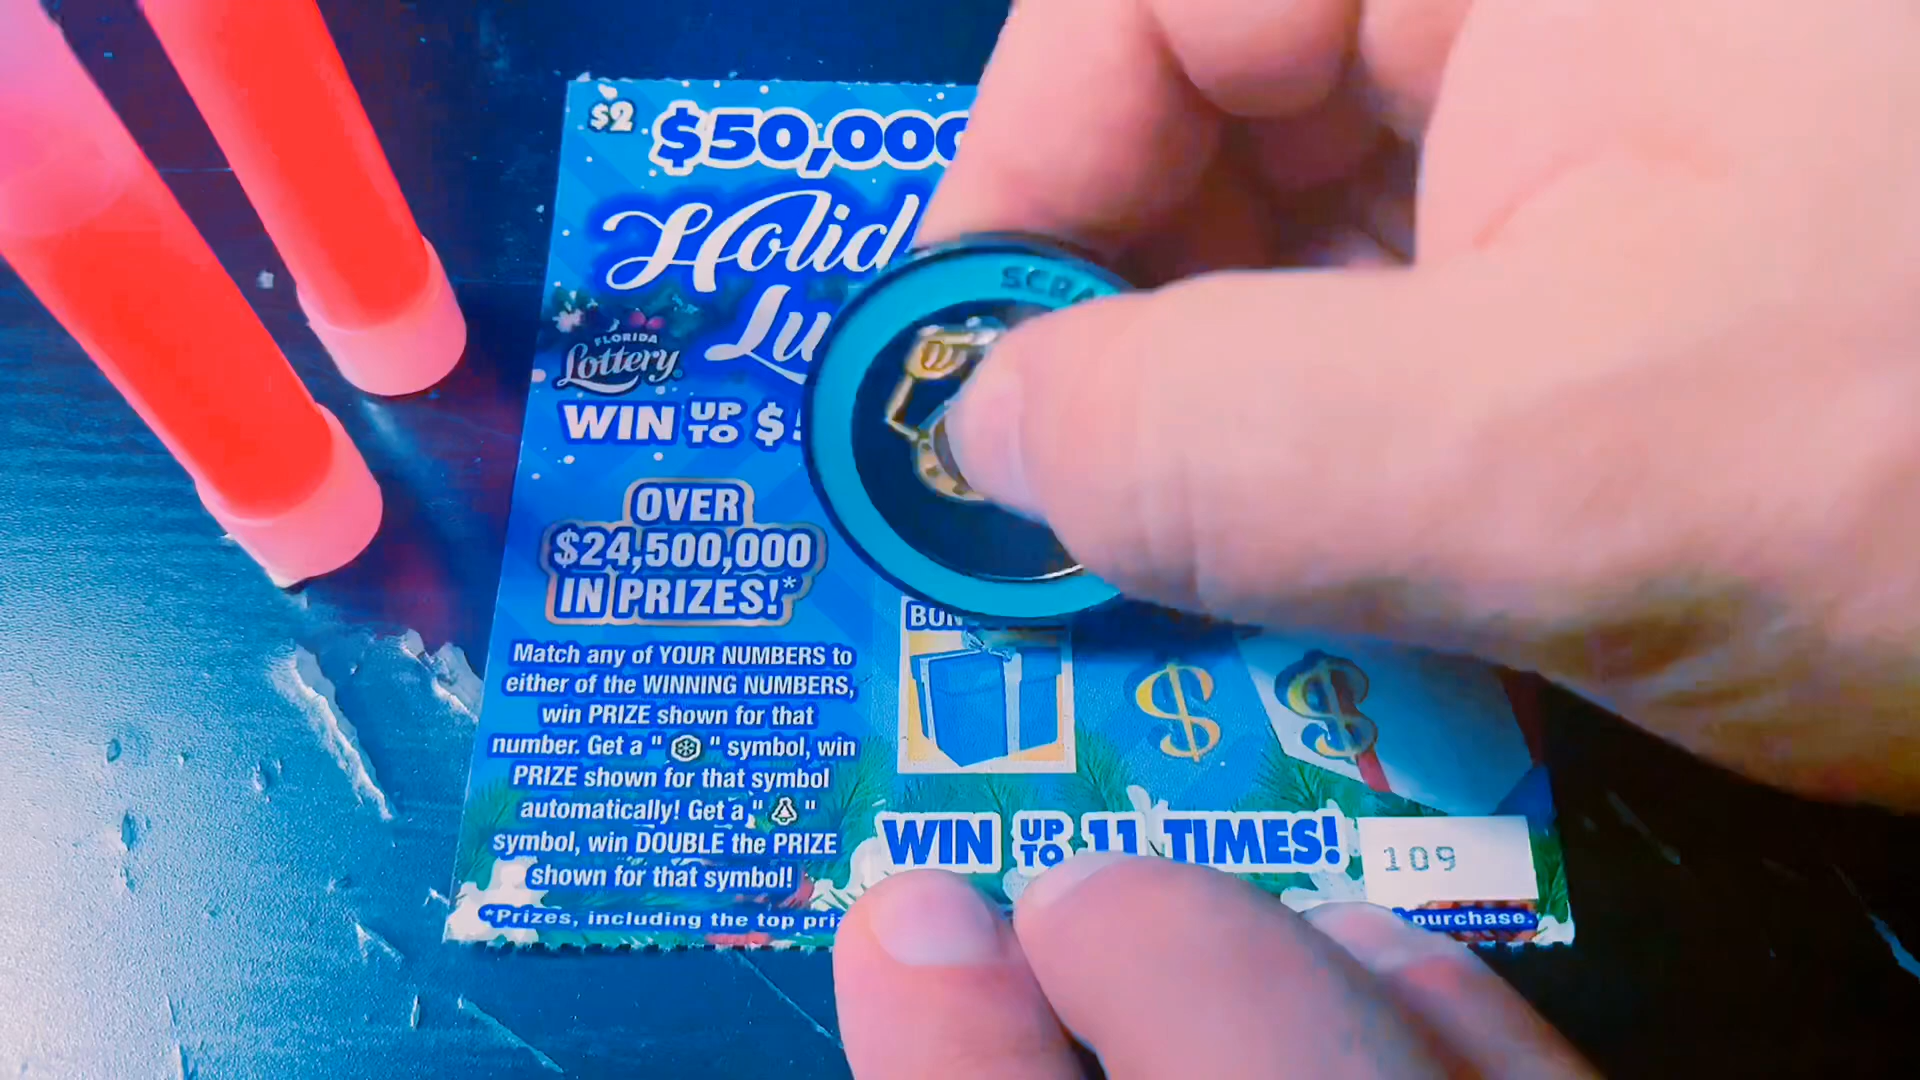 $2
$50,000
Holid
Lu
FLORIDA
Lottery
WIN UP TO $
SCRA
OVER
$24,500,000
IN PRIZES!*
BON
Match any of YOUR NUMBERS to
either of the WINNING NUMBERS,
win PRIZE shown for that
number. Get a " " symbol, win
PRIZE shown for that symbol
automatically! Get a " "
symbol, win DOUBLE the PRIZE
shown for that symbol!
$ $
WIN UP TO 11 TIMES!
109
*Prizes, including the top pri
purchase.